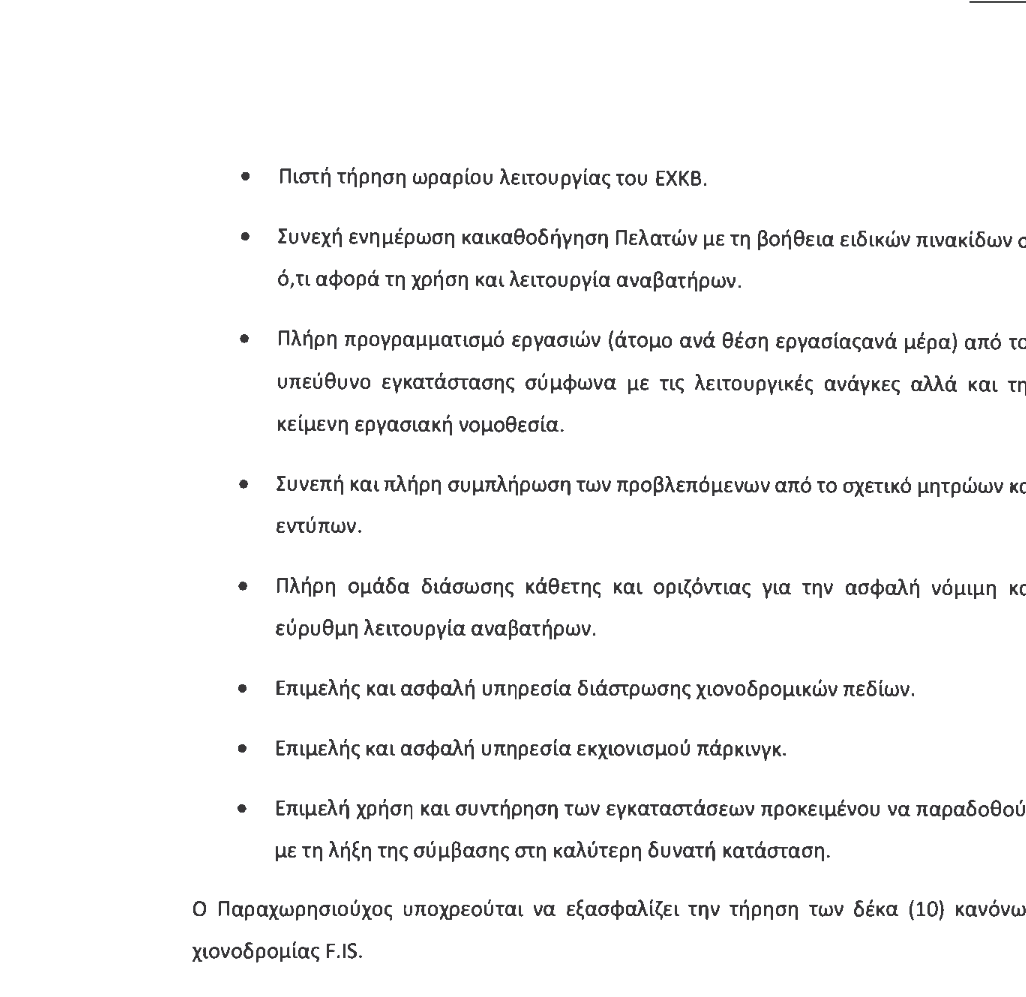 • Πιστή τήρηση ωραρίου λειτουργίας του ΕΧΚΒ.
• Συνεχή ενημέρωση καικαθοδήγηση Πελατών με τη βοήθεια ειδικών πινακίδων
ό,τι αφορά τη χρήση και λειτουργία αναβατήρων.
• Πλήρη προγραμματισμό εργασιών (άτομο ανά θέση εργασίαςανά μέρα) από το
υπεύθυνο εγκατάστασης σύμφωνα με τις λειτουργικές ανάγκες αλλά και τη
κείμενη εργασιακή νομοθεσία.
• Συνεπή και πλήρη συμπλήρωση των προβλεπόμενων από το σχετικό μητρώων
εντύπων.
• Πλήρη ομάδα διάσωσης κάθετης και οριζόντιας για την ασφαλή νόμιμη
εύρυθμη λειτουργία αναβατήρων.
• Επιμελής και ασφαλή υπηρεσία διάστρωσης χιονοδρομικών πεδίων.
• Επιμελής και ασφαλή υπηρεσία εκχιονισμού πάρκινγκ.
• Επιμελή χρήση και συντήρηση των εγκαταστάσεων προκειμένου να παραδοθού
με τη λήξη της σύμβασης στη καλύτερη δυνατή κατάσταση.
Ο Παραχωρησιούχος υποχρεούται να εξασφαλίζει την τήρηση των δέκα (10) κανόνω
χιονοδρομίας F.IS.